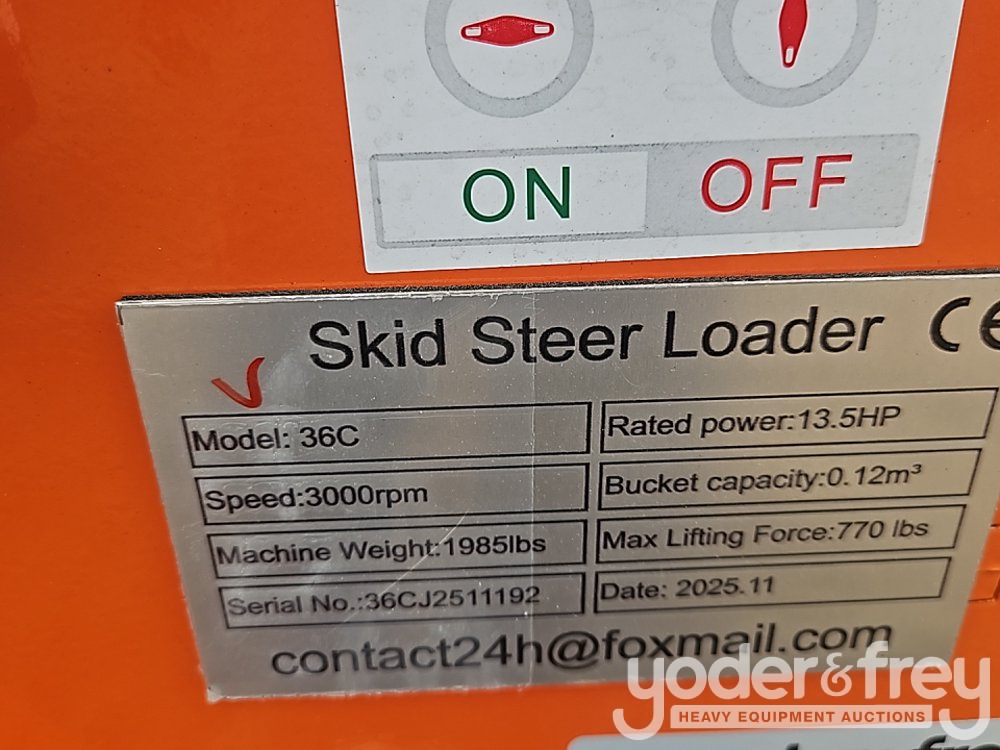 ON OFF
Skid Steer Loader CE
Model: 36C
Rated power:13.5HP
Speed:3000rpm
Bucket capacity:0.12m³
Machine Weight:1985lbs
Max Lifting Force:770 lbs
Serial No.:36CJ2511192
Date: 2025.11
contact24h@foxmail.com
yoder&frey
HEAVY EQUIPMENT AUCTIONS